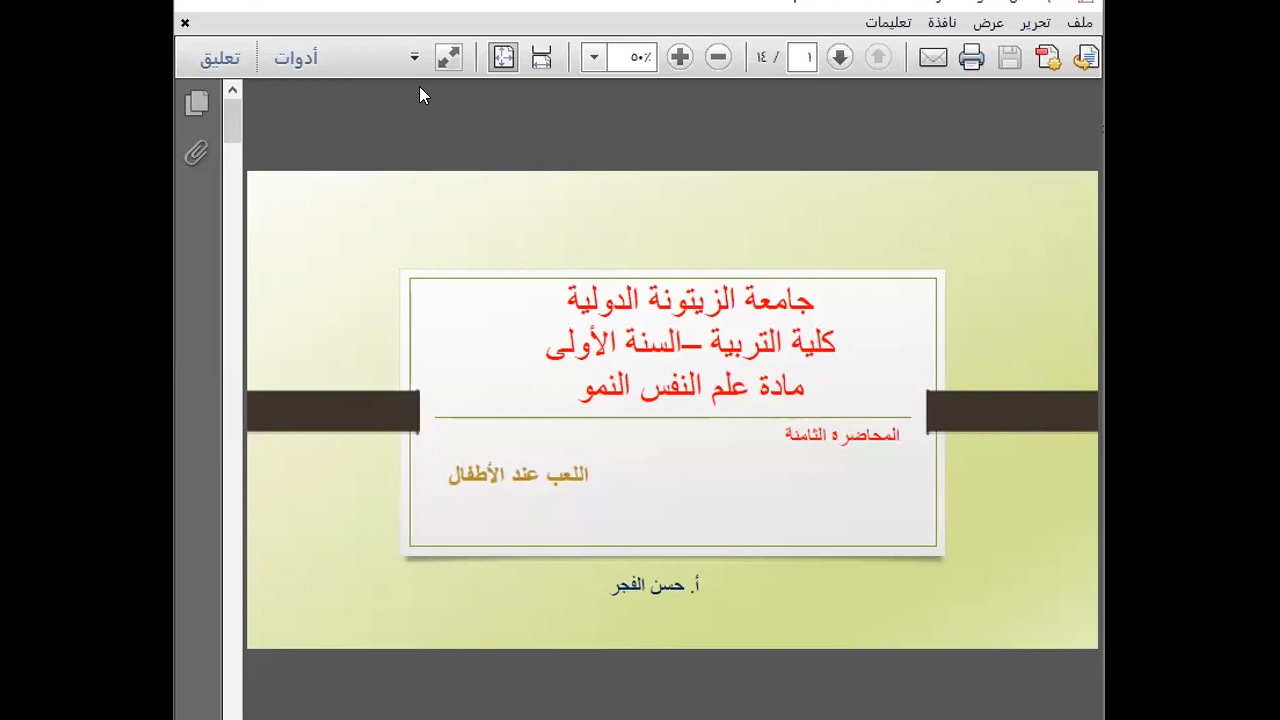 ملف تحرير عرض نافذة تعليمات
١ / ١٤ ٥٠٪ أدوات تعليق
جامعة الزيتونة الدولية
كلية التربية –السنة الأولى
مادة علم النفس النمو
المحاضره الثامنة
اللعب عند الأطفال
أ. حسن الفجر